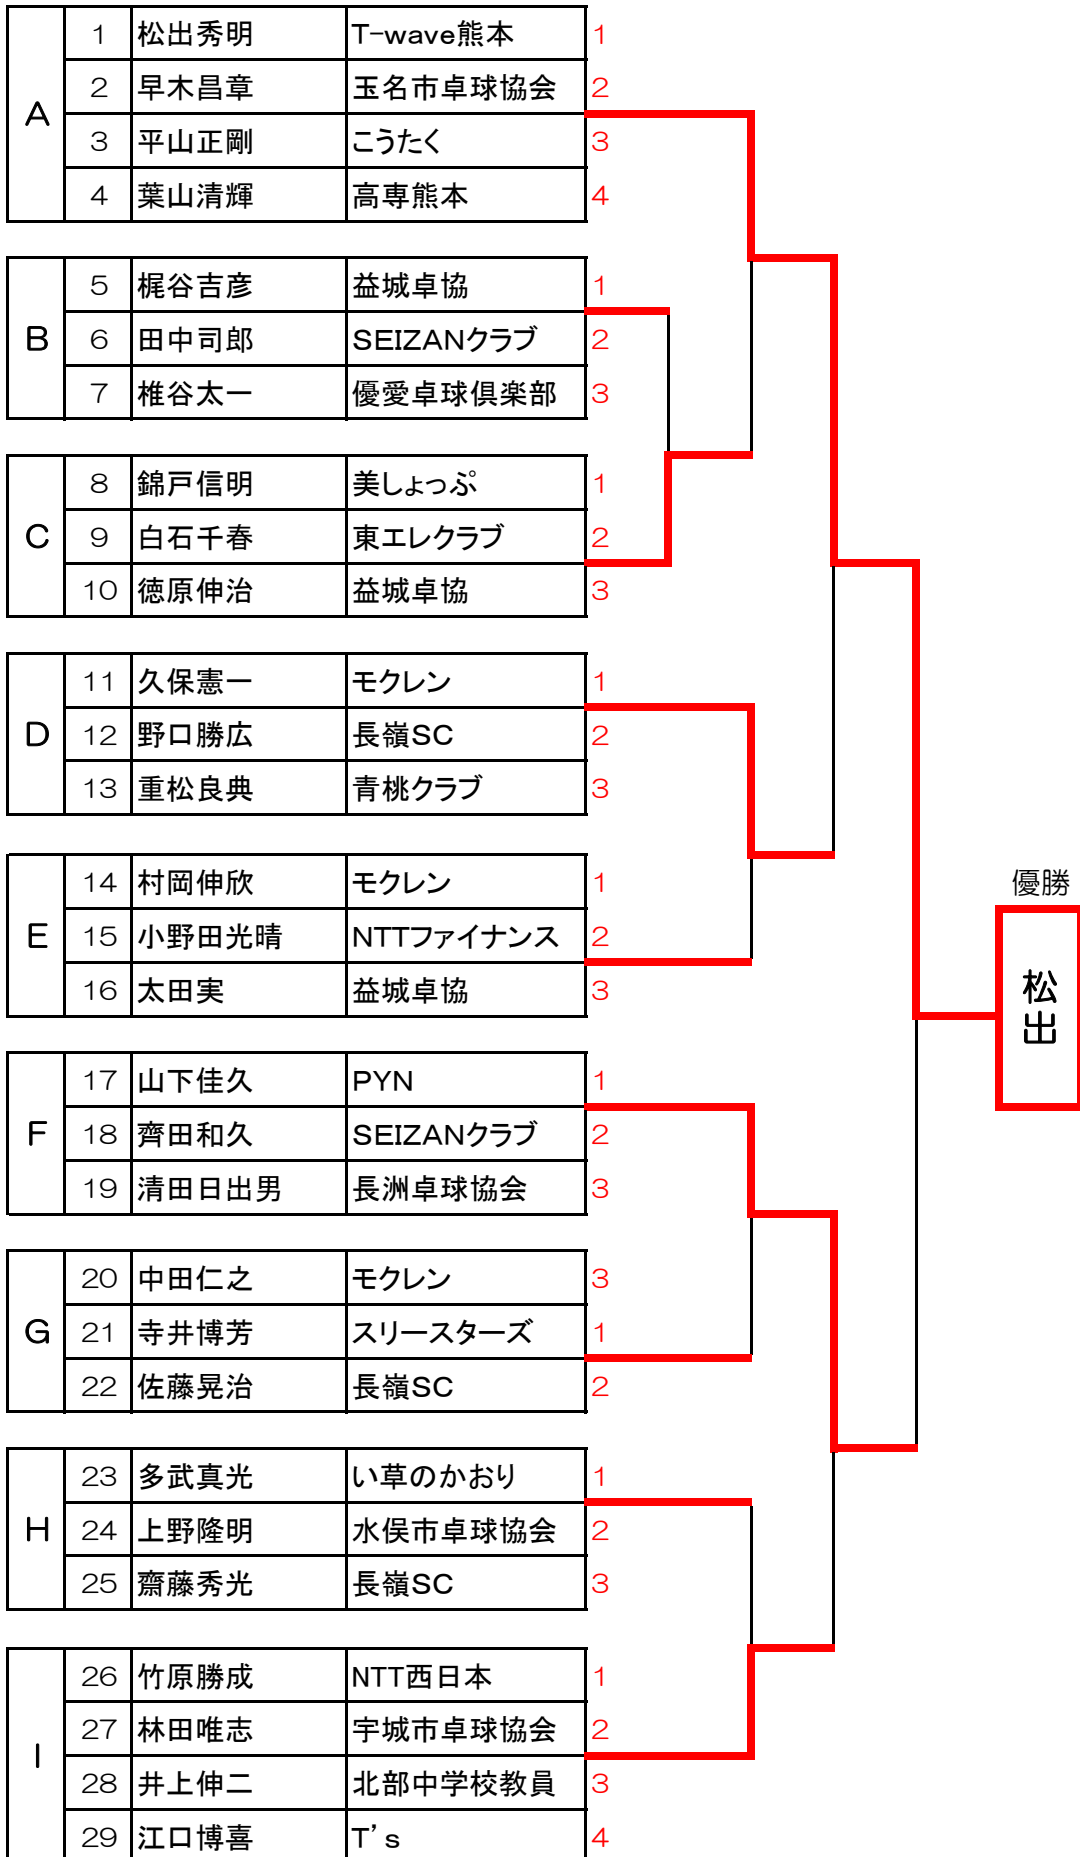 A
1 松出秀明 T-wave熊本 1
2 早木昌章 玉名市卓球協会 2
3 平山正剛 こうたく 3
4 葉山清輝 高専熊本 4
B
5 梶谷吉彦 益城卓協 1
6 田中司郎 SEIZANクラブ 2
7 椎谷太一 優愛卓球倶楽部 3
C
8 錦戸信明 美しょっぷ 1
9 白石千春 東エレクラブ 2
10 徳原伸治 益城卓協 3
D
11 久保憲一 モクレン 1
12 野口勝広 長嶺SC 2
13 重松良典 青桃クラブ 3
E
14 村岡伸欣 モクレン 1
15 小野田光晴 NTTファイナンス 2
16 太田実 益城卓協 3
F
17 山下佳久 PYN 1
18 齊田和久 SEIZANクラブ 2
19 清田日出男 長洲卓球協会 3
G
20 中田仁之 モクレン 3
21 寺井博芳 スリースターズ 1
22 佐藤晃治 長嶺SC 2
H
23 多武真光 い草のかおり 1
24 上野隆明 水俣市卓球協会 2
25 齋藤秀光 長嶺SC 3
I
26 竹原勝成 NTT西日本 1
27 林田唯志 宇城市卓球協会 2
28 井上伸二 北部中学校教員 3
29 江口博喜 T's 4
優勝
松出